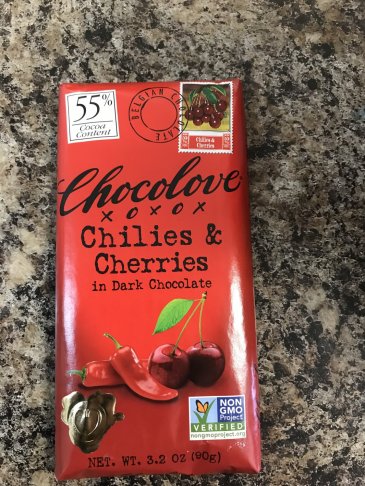 55%
Cocoa
Content
BELGIAN CHOCOLATE
Chilies &
Cherries
Chocolove
XOXOX
Chilies &
Cherries
in Dark Chocolate
NON
GMO
Project
VERIFIED
nongmoproject.org
NET. WT. 3.2 OZ (90g)